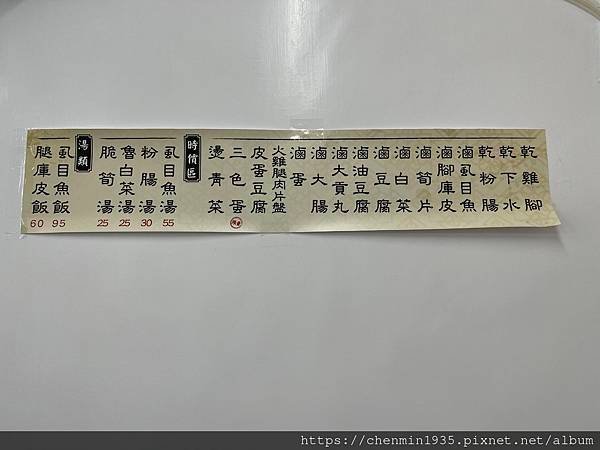 乾雞腳
乾下水
乾粉腸
滷虱目魚
滷腳庫皮
滷筍片
滷白菜
滷豆腐
滷油豆腐
滷大貢丸
滷大腸
滷蛋
火雞腿肉片盤
皮蛋豆腐
三色蛋
燙青菜
時價區
虱目魚湯 55
粉腸湯 30
魯白菜湯 25
脆筍湯 25
湯類
虱目魚飯 95
腿庫皮飯 60
https://chenmin1935.pixnet.net/album